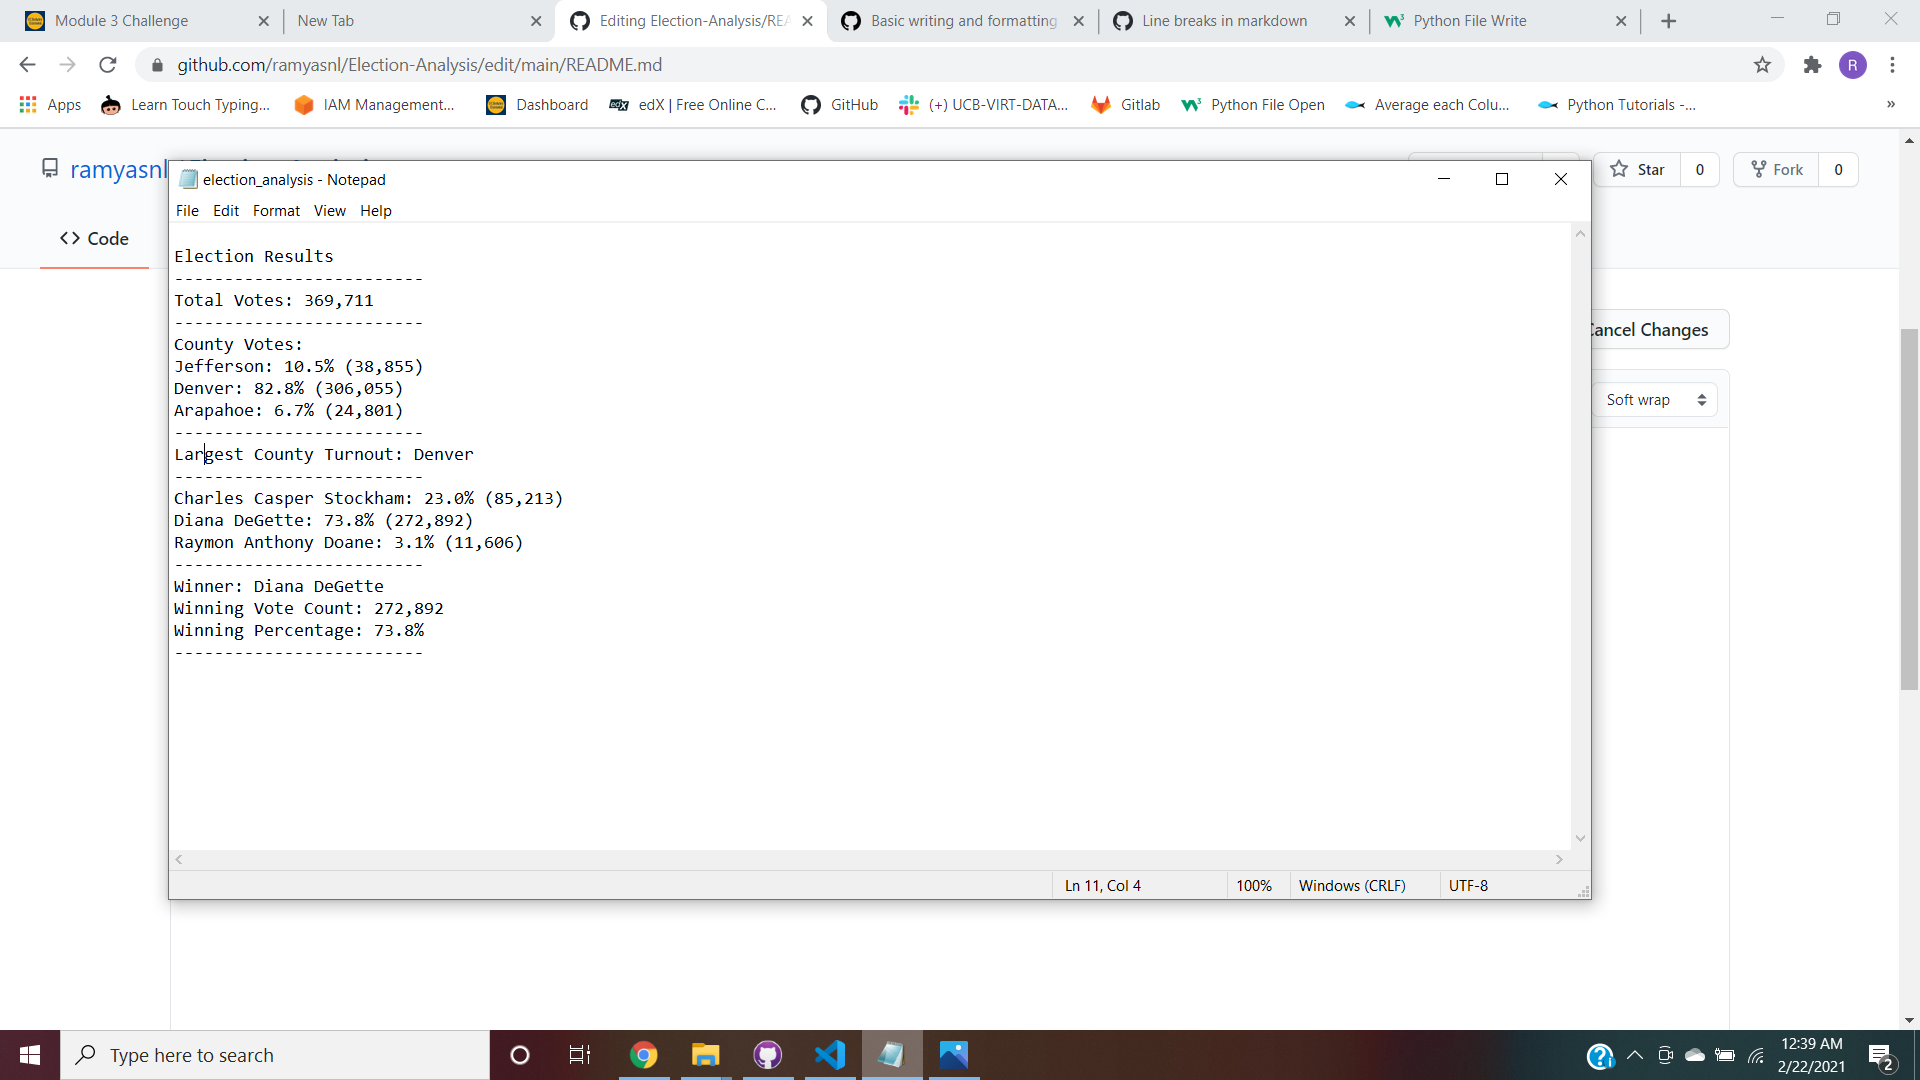 Module 3 Challenge
New Tab
Editing Election-Analysis/REA
Basic writing and formatting
Line breaks in markdown
Python File Write
github.com/ramyasnl/Election-Analysis/edit/main/README.md
R
Apps
Learn Touch Typing...
IAM Management...
Dashboard
edX | Free Online C...
GitHub
(+) UCB-VIRT-DATA...
Gitlab
Python File Open
Average each Colu...
Python Tutorials -...
»
ramyasnl
Star 0
Fork 0
Code
election_analysis - Notepad
File Edit Format View Help
Election Results
-------------------------
Total Votes: 369,711
-------------------------
County Votes:
Jefferson: 10.5% (38,855)
Denver: 82.8% (306,055)
Arapahoe: 6.7% (24,801)
-------------------------
Largest County Turnout: Denver
-------------------------
Charles Casper Stockham: 23.0% (85,213)
Diana DeGette: 73.8% (272,892)
Raymon Anthony Doane: 3.1% (11,606)
-------------------------
Winner: Diana DeGette
Winning Vote Count: 272,892
Winning Percentage: 73.8%
-------------------------
Cancel Changes
Soft wrap
Ln 11, Col 4
100%
Windows (CRLF)
UTF-8
Type here to search
12:39 AM
2/22/2021
2